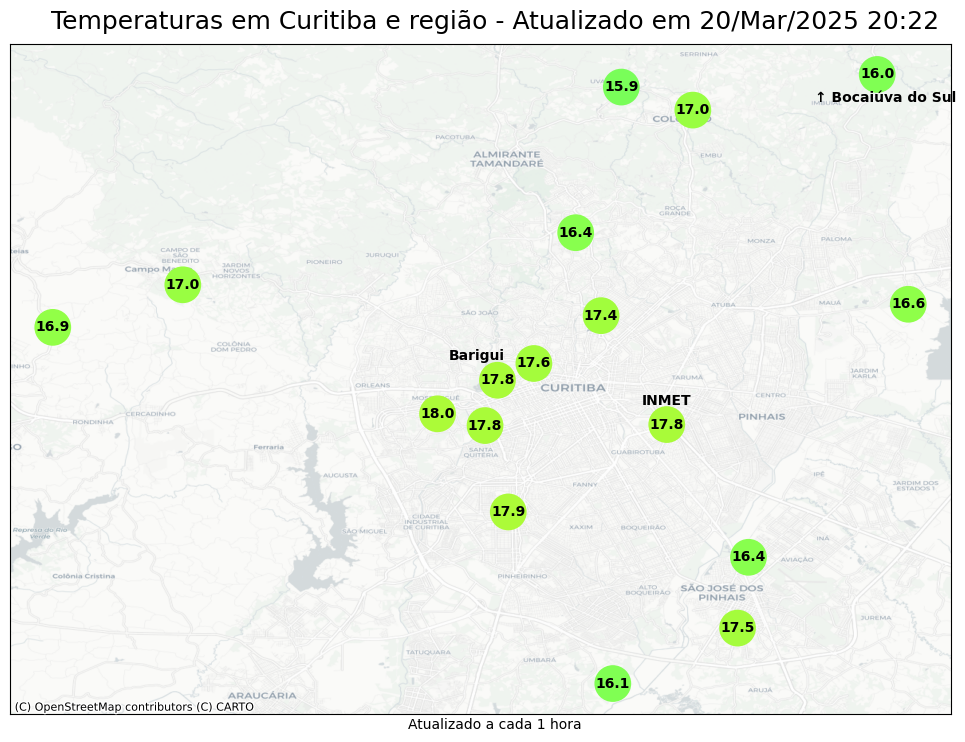 Temperaturas em Curitiba e região - Atualizado em 20/Mar/2025 20:22
SERRINHA
16.0
15.9
↑ Bocaiúva do Sul
17.0
PACOTUBA
ALMIRANTE
TAMANDARÉ
EMBU
ROÇA
GRANDE
16.4
MONZA
PALOMA
CAMPO DE
SÃO
BENEDITO
JURUQUI
PIONEIRO
JARDIM
NOVOS
HORIZONTES
17.0
16.6
ATUBA
MAUÁ
SÃO JOÃO
17.4
16.9
COLÔNIA
DOM PEDRO
Barigui
17.6
JARDIM
KARLA
TARUMÃ
17.8
ORLEANS
CURITIBA
CENTRO
INMET
18.0
CERCADINHO
PINHAIS
RONDINHA
17.8
17.8
Ferraria
SANTA
QUITÉRIA
GUABIROTUBA
AUGUSTA
IPÊ
FANNY
JARDIM DOS
ESTADOS I
17.9
CIDADE
INDUSTRIAL
DE CURITIBA
SÃO MIGUEL
XAXIM
BOQUEIRÃO
Represa do Rio
Verde
INÁ
16.4
AVIAÇÃO
Colônia Cristina
PINHEIRINHO
ALTO
BOQUEIRÃO
SÃO JOSÉ DOS
PINHAIS
JUREMA
17.5
TATUQUARA
UMBARÁ
16.1
ARUJÁ
ARAUCÁRIA
(C) OpenStreetMap contributors (C) CARTO
Atualizado a cada 1 hora